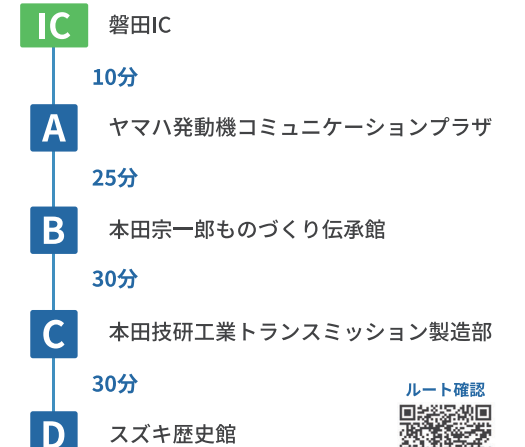 IC 磐田IC
10分
A ヤマハ発動機コミュニケーションプラザ
25分
B 本田宗一郎ものづくり伝承館
30分
C 本田技研工業トランスミッション製造部
30分
ルート確認
D スズキ歴史館